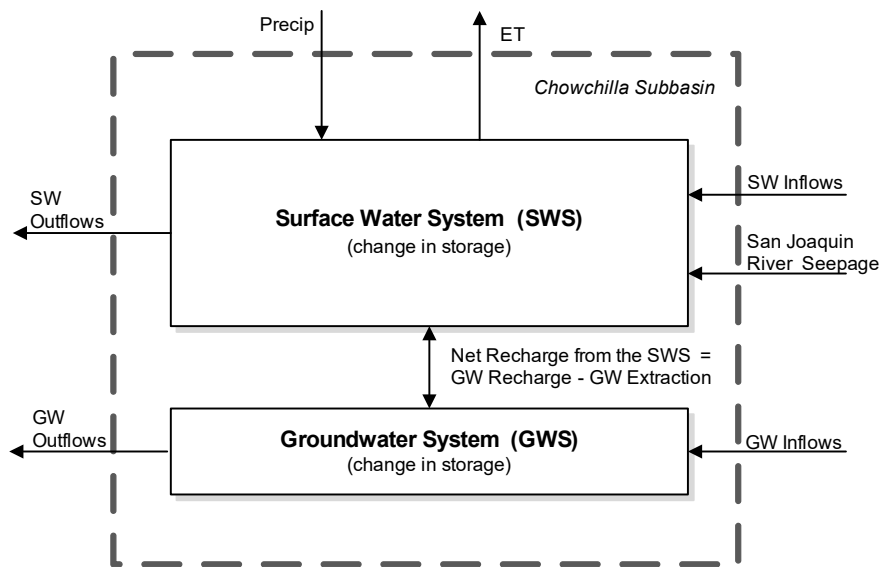 Precip
ET
Chowchilla Subbasin
SW Inflows
SW
Outflows
Surface Water System (SWS)
(change in storage)
San Joaquin
River Seepage
Net Recharge from the SWS =
GW Recharge - GW Extraction
GW
Outflows
Groundwater System (GWS)
(change in storage)
GW Inflows